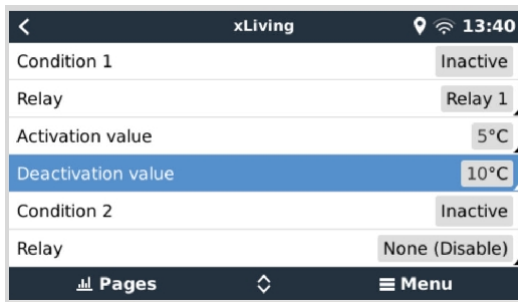 xLiving 13:40
Condition 1 Inactive
Relay Relay 1
Activation value 5°C
Deactivation value 10°C
Condition 2 Inactive
Relay None (Disable)
Pages Menu